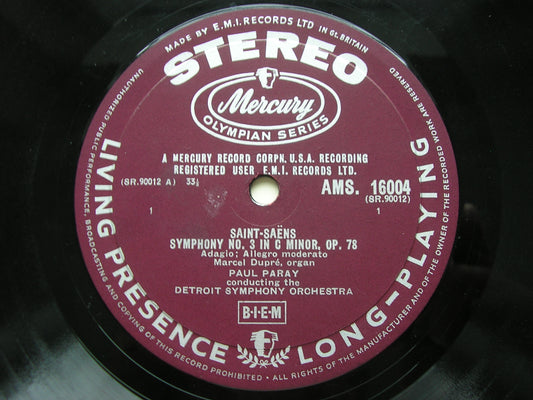 MADE BY E.M.I. RECORDS LTD IN GT. BRITAIN
STEREO
Mercury
OLYMPIAN SERIES
A MERCURY RECORD CORPN. U.S.A. RECORDING
REGISTERED USER E.M.I. RECORDS LTD.
(SR.90012 A) 33⅓
AMS. 16004
(SR.90012)
1
1
SAINT-SAËNS
SYMPHONY NO. 3 IN C MINOR, OP. 78
Adagio; Allegro moderato
Marcel Dupré, organ
PAUL PARAY
conducting the
DETROIT SYMPHONY ORCHESTRA
B·I·E·M
LIVING PRESENCE
LONG-PLAYING
UNAUTHORIZED PUBLIC PERFORMANCE, BROADCASTING AND COPYING OF THIS RECORD PROHIBITED • ALL RIGHTS OF THE MANUFACTURER AND OF THE OWNER OF THE RECORDED WORK ARE RESERVED